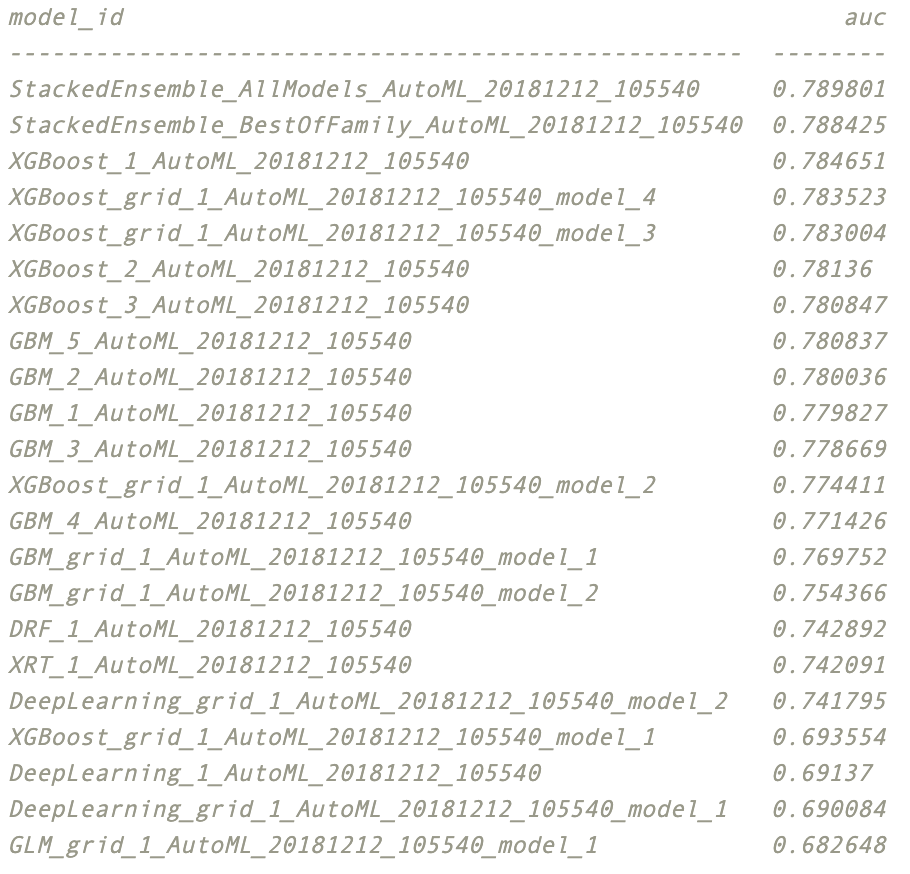 model_id auc
--------------------------------------------------- --------
StackedEnsemble_AllModels_AutoML_20181212_105540 0.789801
StackedEnsemble_BestOfFamily_AutoML_20181212_105540 0.788425
XGBoost_1_AutoML_20181212_105540 0.784651
XGBoost_grid_1_AutoML_20181212_105540_model_4 0.783523
XGBoost_grid_1_AutoML_20181212_105540_model_3 0.783004
XGBoost_2_AutoML_20181212_105540 0.78136
XGBoost_3_AutoML_20181212_105540 0.780847
GBM_5_AutoML_20181212_105540 0.780837
GBM_2_AutoML_20181212_105540 0.780036
GBM_1_AutoML_20181212_105540 0.779827
GBM_3_AutoML_20181212_105540 0.778669
XGBoost_grid_1_AutoML_20181212_105540_model_2 0.774411
GBM_4_AutoML_20181212_105540 0.771426
GBM_grid_1_AutoML_20181212_105540_model_1 0.769752
GBM_grid_1_AutoML_20181212_105540_model_2 0.754366
DRF_1_AutoML_20181212_105540 0.742892
XRT_1_AutoML_20181212_105540 0.742091
DeepLearning_grid_1_AutoML_20181212_105540_model_2 0.741795
XGBoost_grid_1_AutoML_20181212_105540_model_1 0.693554
DeepLearning_1_AutoML_20181212_105540 0.69137
DeepLearning_grid_1_AutoML_20181212_105540_model_1 0.690084
GLM_grid_1_AutoML_20181212_105540_model_1 0.682648